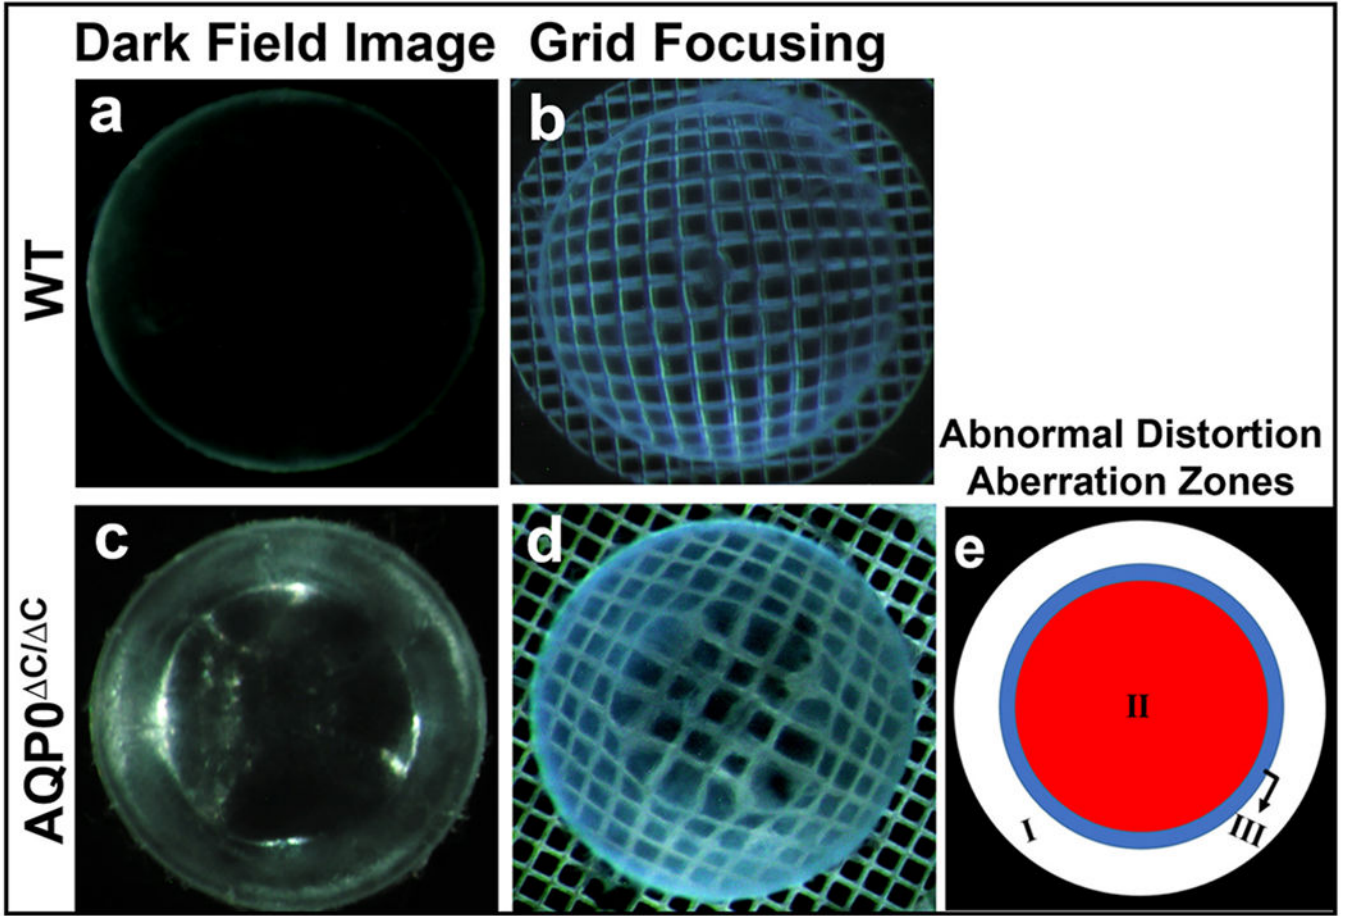 Dark Field Image Grid Focusing
a
b
WT
Abnormal Distortion
Aberration Zones
c
d
e
AQP0ΔC/ΔC
II
I
III